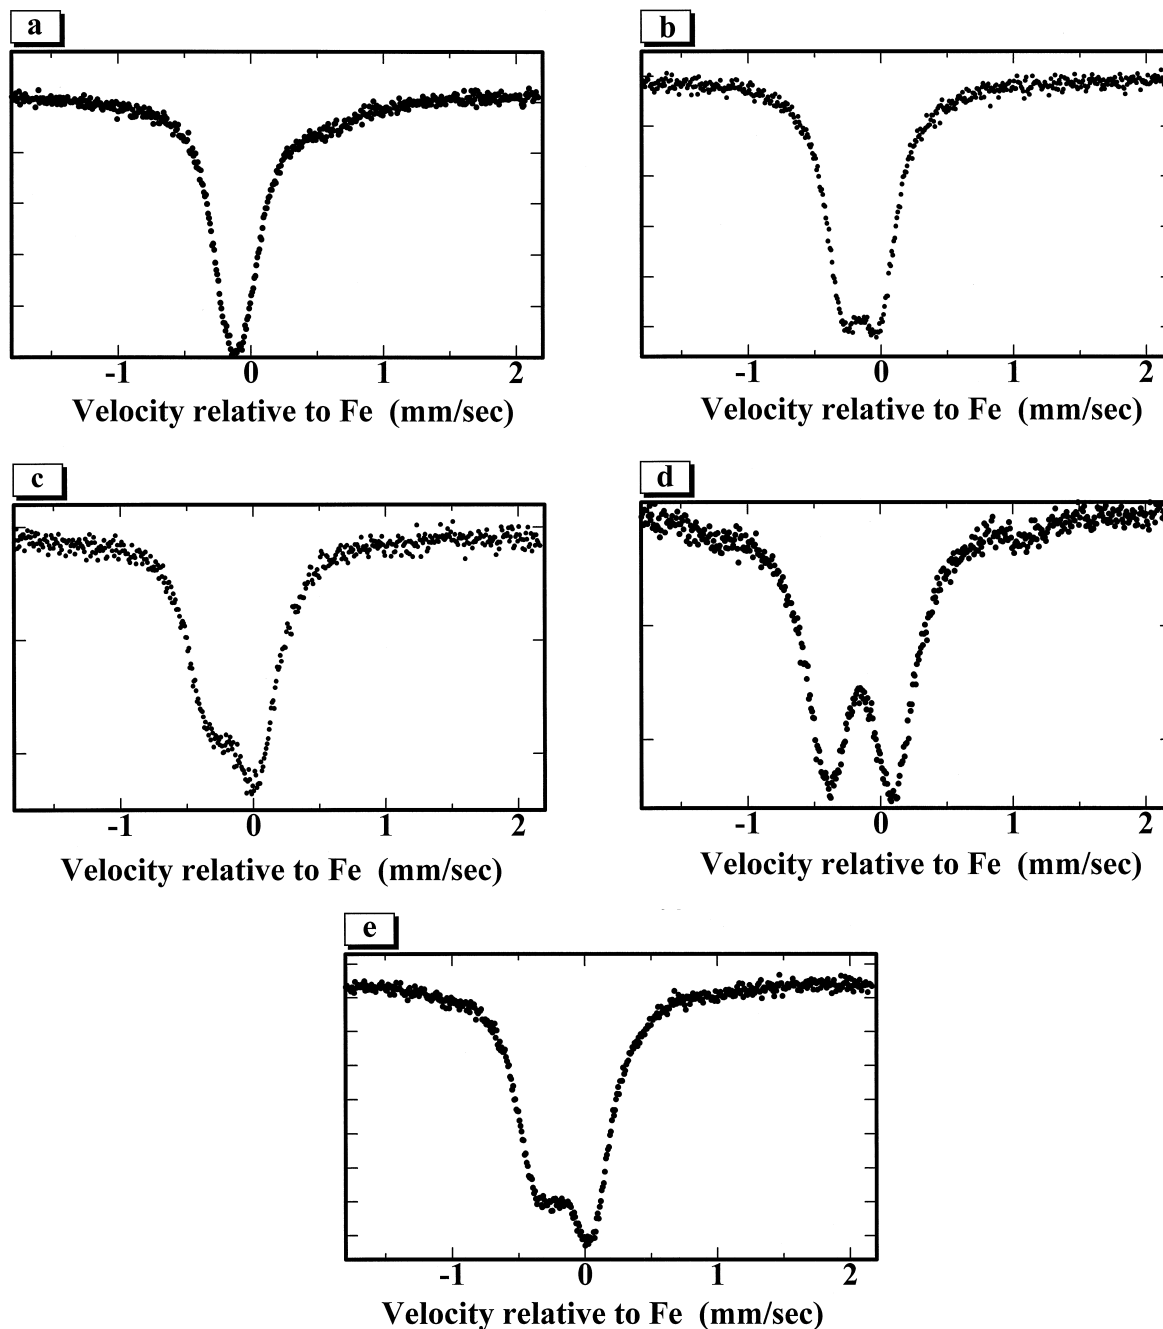 a
-1 0 1 2
Velocity relative to Fe (mm/sec)
b
-1 0 1 2
Velocity relative to Fe (mm/sec)
c
-1 0 1 2
Velocity relative to Fe (mm/sec)
d
-1 0 1 2
Velocity relative to Fe (mm/sec)
e
-1 0 1 2
Velocity relative to Fe (mm/sec)